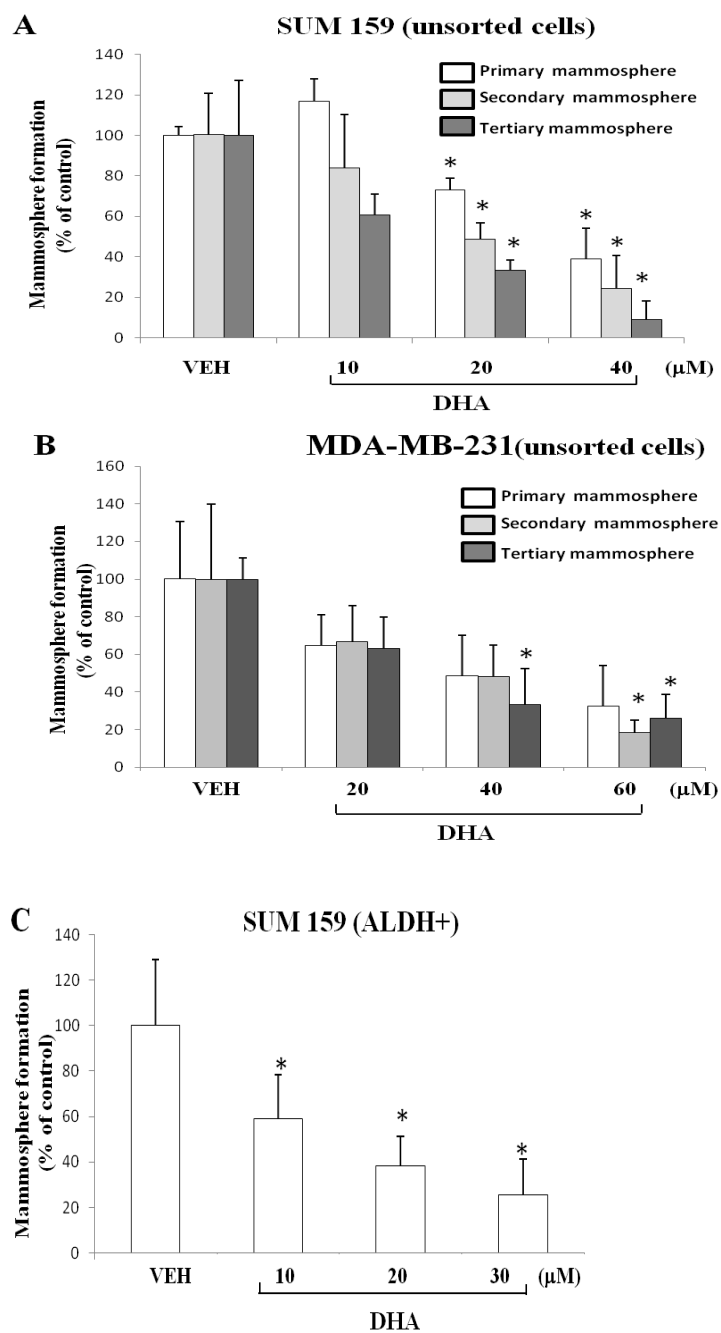 A
SUM 159 (unsorted cells)
Mammosphere formation
(% of control)
140
120
100
80
60
40
20
0
Primary mammosphere
Secondary mammosphere
Tertiary mammosphere
* * *
* * *
VEH 10 20 40 (μM)
DHA
B
MDA-MB-231(unsorted cells)
Mammosphere formation
(% of control)
160
140
120
100
80
60
40
20
0
Primary mammosphere
Secondary mammosphere
Tertiary mammosphere
*
* *
VEH 20 40 60 (μM)
DHA
C
SUM 159 (ALDH+)
Mammosphere formation
(% of control)
140
120
100
80
60
40
20
0
* * *
VEH 10 20 30 (μM)
DHA